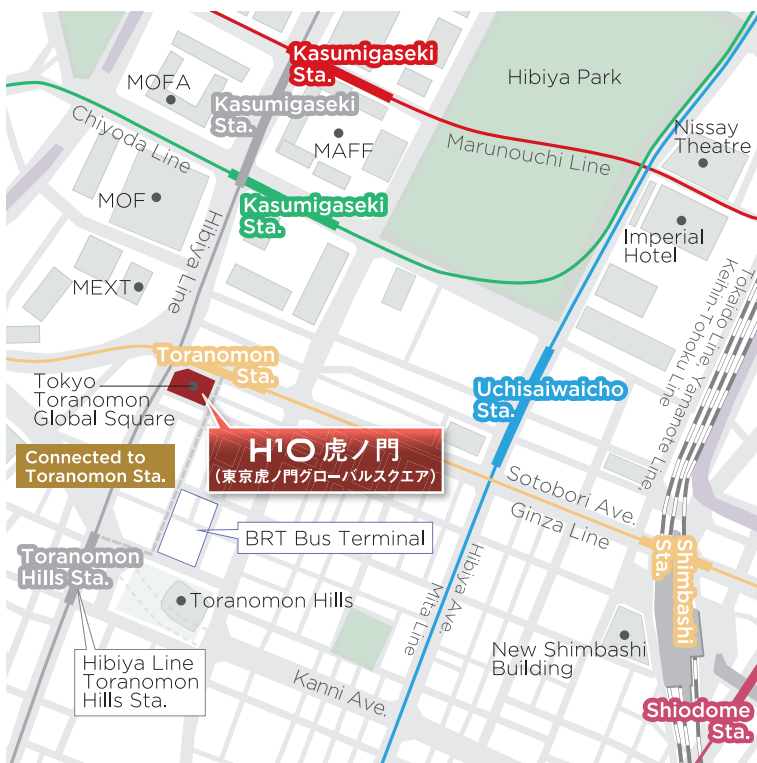 Kasumigaseki
Sta.
Hibiya Park
MOFA
Kasumigaseki
Sta.
Chiyoda Line
MAFF
Marunouchi Line
Nissay
Theatre
MOF
Kasumigaseki
Sta.
Hibiya Line
Imperial
Hotel
MEXT
Tokaido Line, Yamanote Line,
Keihin-Tohoku Line
Toranomon
Sta.
Tokyo
Toranomon
Global Square
Uchisaiwaicho
Sta.
H¹O 虎ノ門
(東京虎ノ門グローバルスクエア)
Connected to
Toranomon Sta.
Sotobori Ave.
Ginza Line
BRT Bus Terminal
Shimbashi
Sta.
Toranomon
Hills Sta.
Hibiya Ave.
Mita Line
Toranomon Hills
New Shimbashi
Building
Hibiya Line
Toranomon
Hills Sta.
Kanni Ave.
Shiodome
Sta.